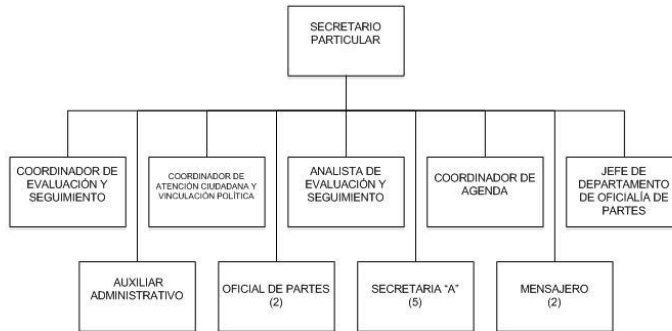 SECRETARIO
PARTICULAR
COORDINADOR DE
EVALUACIÓN Y
SEGUIMIENTO
COORDINADOR DE
ATENCIÓN CIUDADANA Y
VINCULACIÓN POLÍTICA
ANALISTA DE
EVALUACIÓN Y
SEGUIMIENTO
COORDINADOR DE
AGENDA
JEFE DE
DEPARTAMENTO
DE OFICIALÍA DE
PARTES
AUXILIAR
ADMINISTRATIVO
OFICIAL DE PARTES
(2)
SECRETARIA "A"
(5)
MENSAJERO
(2)